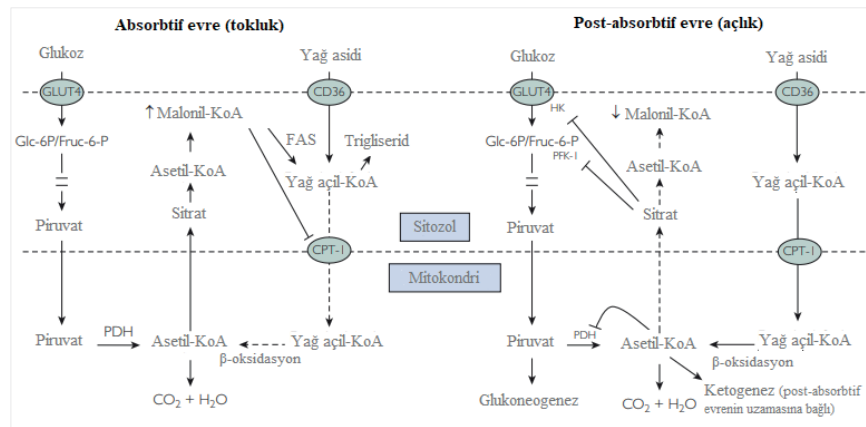 Absorbtif evre (tokluk)
Glukoz
Yağ asidi
GLUT4
CD36
↑ Malonil-KoA
Glc-6P/Fruc-6-P
FAS
Trigliserid
Asetil-KoA
Yağ açil-KoA
Piruvat
Sitrat
CPT-I
Piruvat
PDH
Asetil-KoA
Yağ açil-KoA
β-oksidasyon
CO₂ + H₂O
Sitozol
Mitokondri
Post-absorbtif evre (açlık)
Glukoz
Yağ asidi
GLUT4
CD36
HK
↓ Malonil-KoA
Glc-6P/Fruc-6-P
PFK-1
Asetil-KoA
Yağ açil-KoA
Piruvat
Sitrat
CPT-I
Piruvat
PDH
Asetil-KoA
Yağ açil-KoA
β-oksidasyon
Glukoneogenez
CO₂ + H₂O
Ketogenez (post-absorbtif
evrenin uzamasına bağlı)